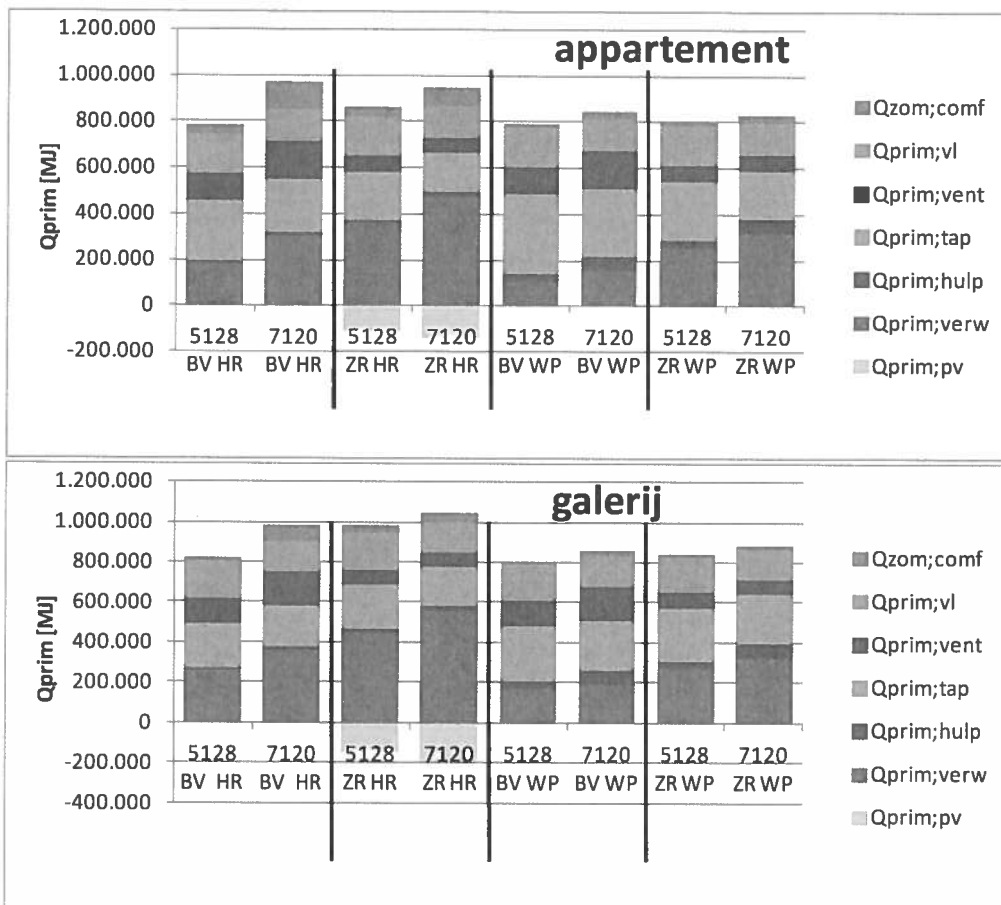 appartement
Qprim [MJ]
1.200.000
1.000.000
800.000
600.000
400.000
200.000
0
-200.000
5128 7120 5128 7120 5128 7120 5128 7120
BV HR BV HR ZR HR ZR HR BV WP BV WP ZR WP ZR WP
Qzom;comf
Qprim;vl
Qprim;vent
Qprim;tap
Qprim;hulp
Qprim;verw
Qprim;pv
galerij
Qprim [MJ]
1.200.000
1.000.000
800.000
600.000
400.000
200.000
0
-200.000
-400.000
5128 7120 5128 7120 5128 7120 5128 7120
BV HR BV HR ZR HR ZR HR BV WP BV WP ZR WP ZR WP
Qzom;comf
Qprim;vl
Qprim;vent
Qprim;tap
Qprim;hulp
Qprim;verw
Qprim;pv